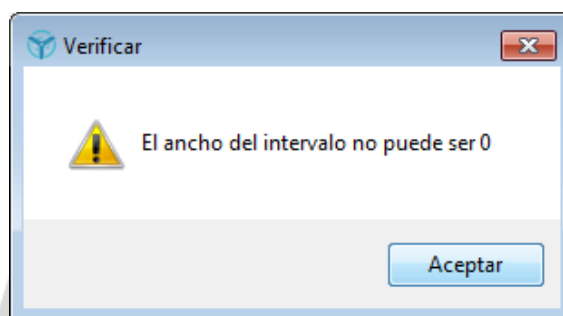 Verificar
El ancho del intervalo no puede ser 0
Aceptar